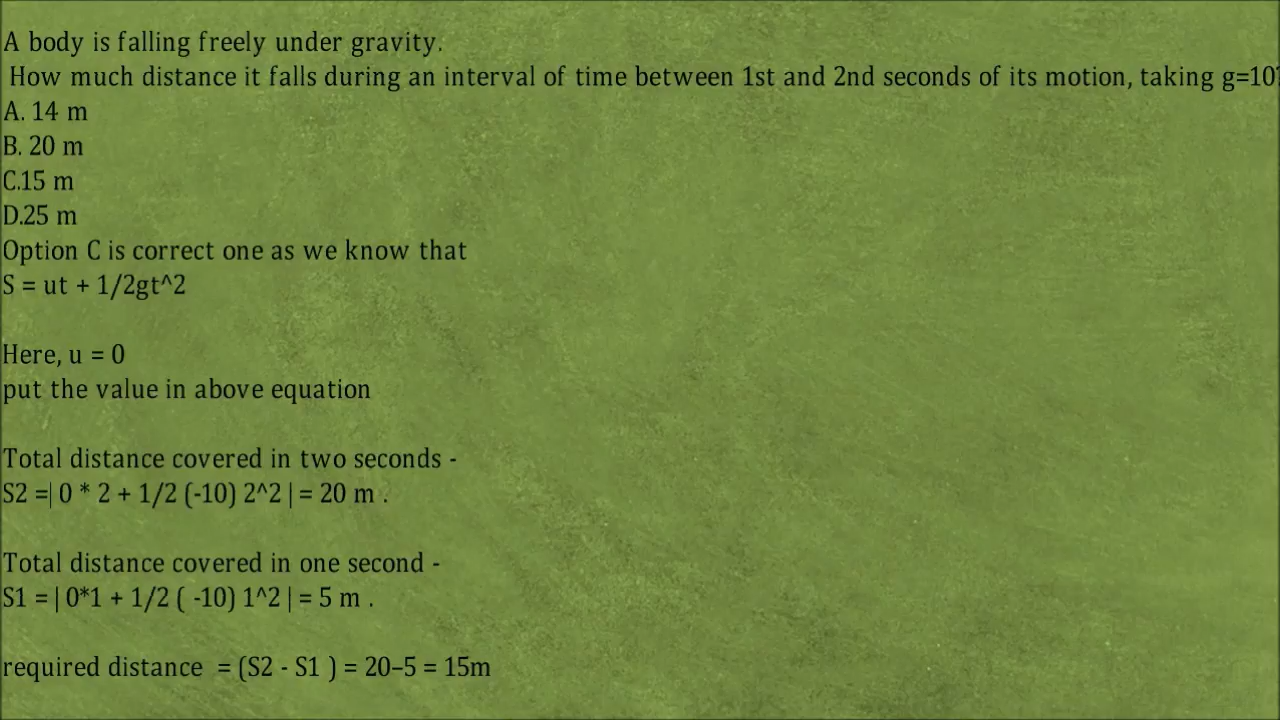 A body is falling freely under gravity.
How much distance it falls during an interval of time between 1st and 2nd seconds of its motion, taking g=10?
A. 14 m
B. 20 m
C.15 m
D.25 m
Option C is correct one as we know that
S = ut + 1/2gt^2
Here, u = 0
put the value in above equation
Total distance covered in two seconds -
S2 =| 0 * 2 + 1/2 (-10) 2^2 | = 20 m .
Total distance covered in one second -
S1 = | 0*1 + 1/2 ( -10) 1^2 | = 5 m .
required distance = (S2 - S1 ) = 20–5 = 15m